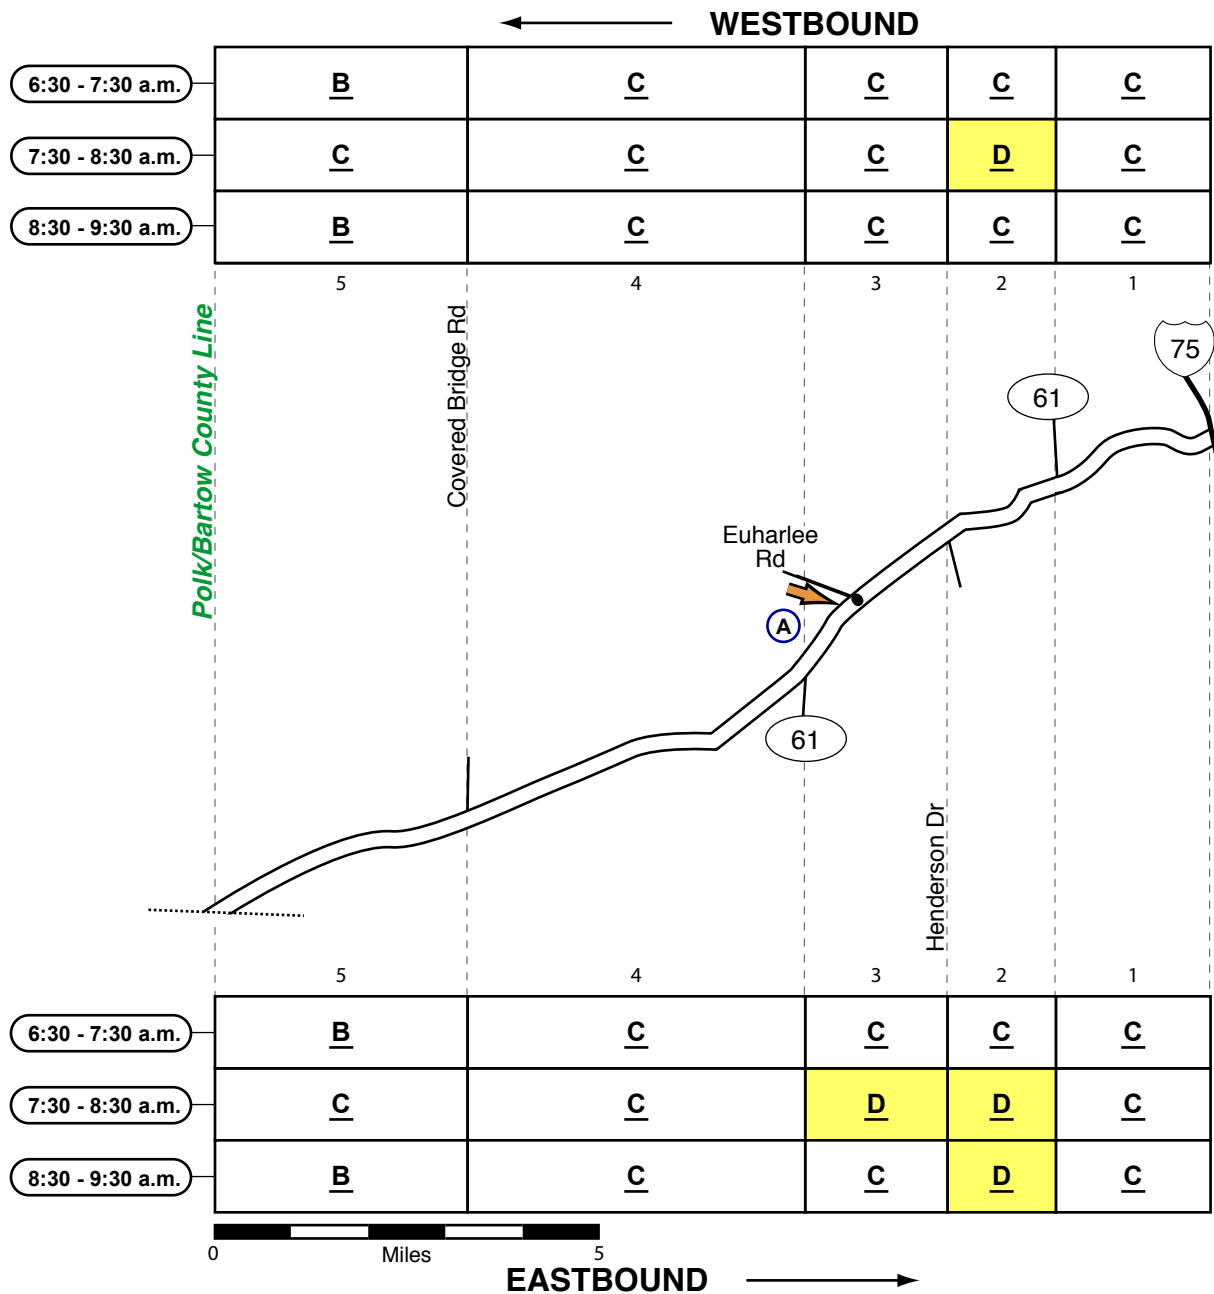 WESTBOUND
6:30 - 7:30 a.m. B C C C C
7:30 - 8:30 a.m. C C C D C
8:30 - 9:30 a.m. B C C C C
5 4 3 2 1
Polk/Bartow County Line
Covered Bridge Rd
75
61
Euharlee
Rd
A
61
Henderson Dr
5 4 3 2 1
6:30 - 7:30 a.m. B C C C C
7:30 - 8:30 a.m. C C D D C
8:30 - 9:30 a.m. B C C D C
0 Miles 5
EASTBOUND